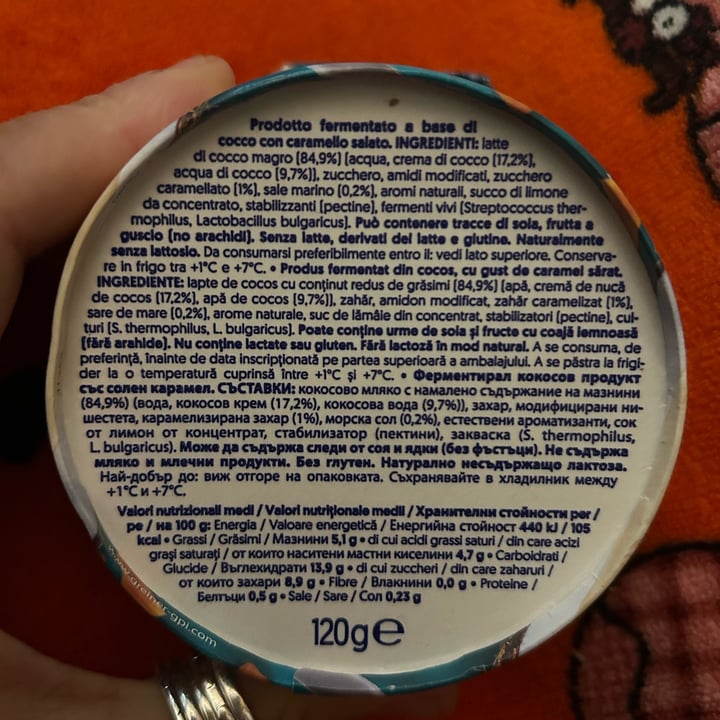 Prodotto fermentato a base di
cocco con caramello salato. INGREDIENTI: latte
di cocco magro (84,9%) [acqua, crema di cocco (17,2%),
acqua di cocco (9,7%)], zucchero, amidi modificati, zucchero
caramellato (1%), sale marino (0,2%), aromi naturali, succo di limone
da concentrato, stabilizzanti (pectine), fermenti vivi (Streptococcus ther-
mophilus, Lactobacillus bulgaricus). Può contenere tracce di soia, frutta a
guscio (no arachidi). Senza latte, derivati del latte e glutine. Naturalmente
senza lattosio. Da consumarsi preferibilmente entro il: vedi lato superiore. Conserva-
re in frigo tra +1°C e +7°C. • Produs fermentat din cocos, cu gust de caramel sărat.
INGREDIENTE: lapte de cocos cu conținut redus de grăsimi (84,9%) [apă, cremă de nucă
de cocos (17,2%), apă de cocos (9,7%)], zahăr, amidon modificat, zahăr caramelizat (1%),
sare de mare (0,2%), arome naturale, suc de lămâie din concentrat, stabilizatori (pectine), cul-
turi (S. thermophilus, L. bulgaricus). Poate conține urme de soia și fructe cu coajă lemnoasă
(fără arahide). Nu conține lactate sau gluten. Fără lactoză în mod natural. A se consuma, de
preferință, înainte de data inscripționată pe partea superioară a ambalajului. A se păstra la frigi-
der la o temperatură cuprinsă între +1°C și +7°C. • Ферментирал кокосов продукт
със солен карамел. СЪСТАВКИ: кокосово мляко с намалено съдържание на мазнини
(84,9%) (вода, кокосов крем (17,2%), кокосова вода (9,7%)), захар, модифицирани ни-
шестета, карамелизирана захар (1%), морска сол (0,2%), естествени ароматизанти, сок
от лимон от концентрат, стабилизатор (пектини), закваска (S. thermophilus,
L. bulgaricus). Може да съдържа следи от соя и ядки (без фъстъци). Не съдържа
мляко и млечни продукти. Без глутен. Натурално несъдържащо лактоза.
Най-добър до: виж отгоре на опаковката. Съхранявайте в хладилник между
+1°C и +7°C.
Valori nutrizionali medi / Valori nutriționale medii / Хранителни стойности per /
pe / на 100 g: Energia / Valoare energetică / Енергийна стойност 440 kJ / 105
kcal • Grassi / Grăsimi / Мазнини 5,1 g • di cui acidi grassi saturi / din care acizi
grași saturați / от които наситени мастни киселини 4,7 g • Carboidrati /
Glucide / Въглехидрати 13,9 g • di cui zuccheri / din care zaharuri /
от които захари 8,9 g • Fibre / Влакнини 0,0 g • Proteine /
Белтъци 0,5 g • Sale / Sare / Сол 0,23 g
120g e
www.greiner-gpi.com